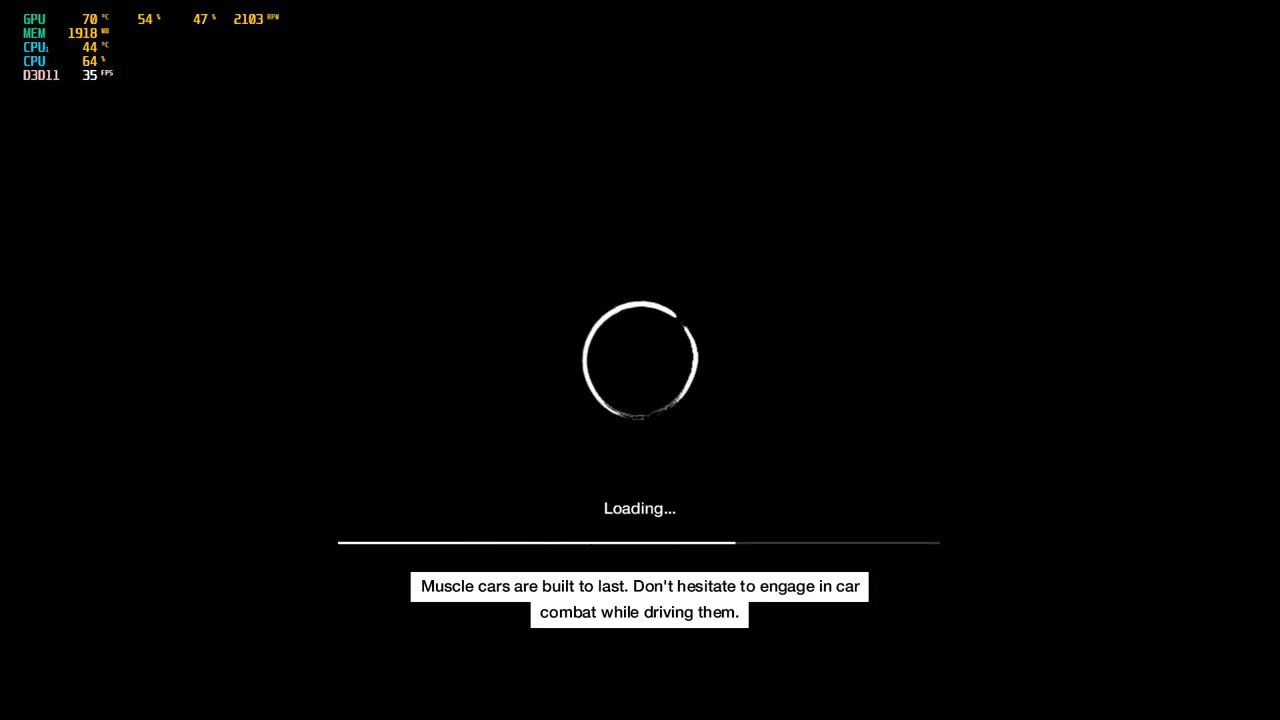 GPU 70 °C 54 % 47 % 2103 RPM
MEM 1918 MB
CPU1 44 °C
CPU 64 %
D3D11 35 FPS
Loading...
Muscle cars are built to last. Don't hesitate to engage in car
combat while driving them.